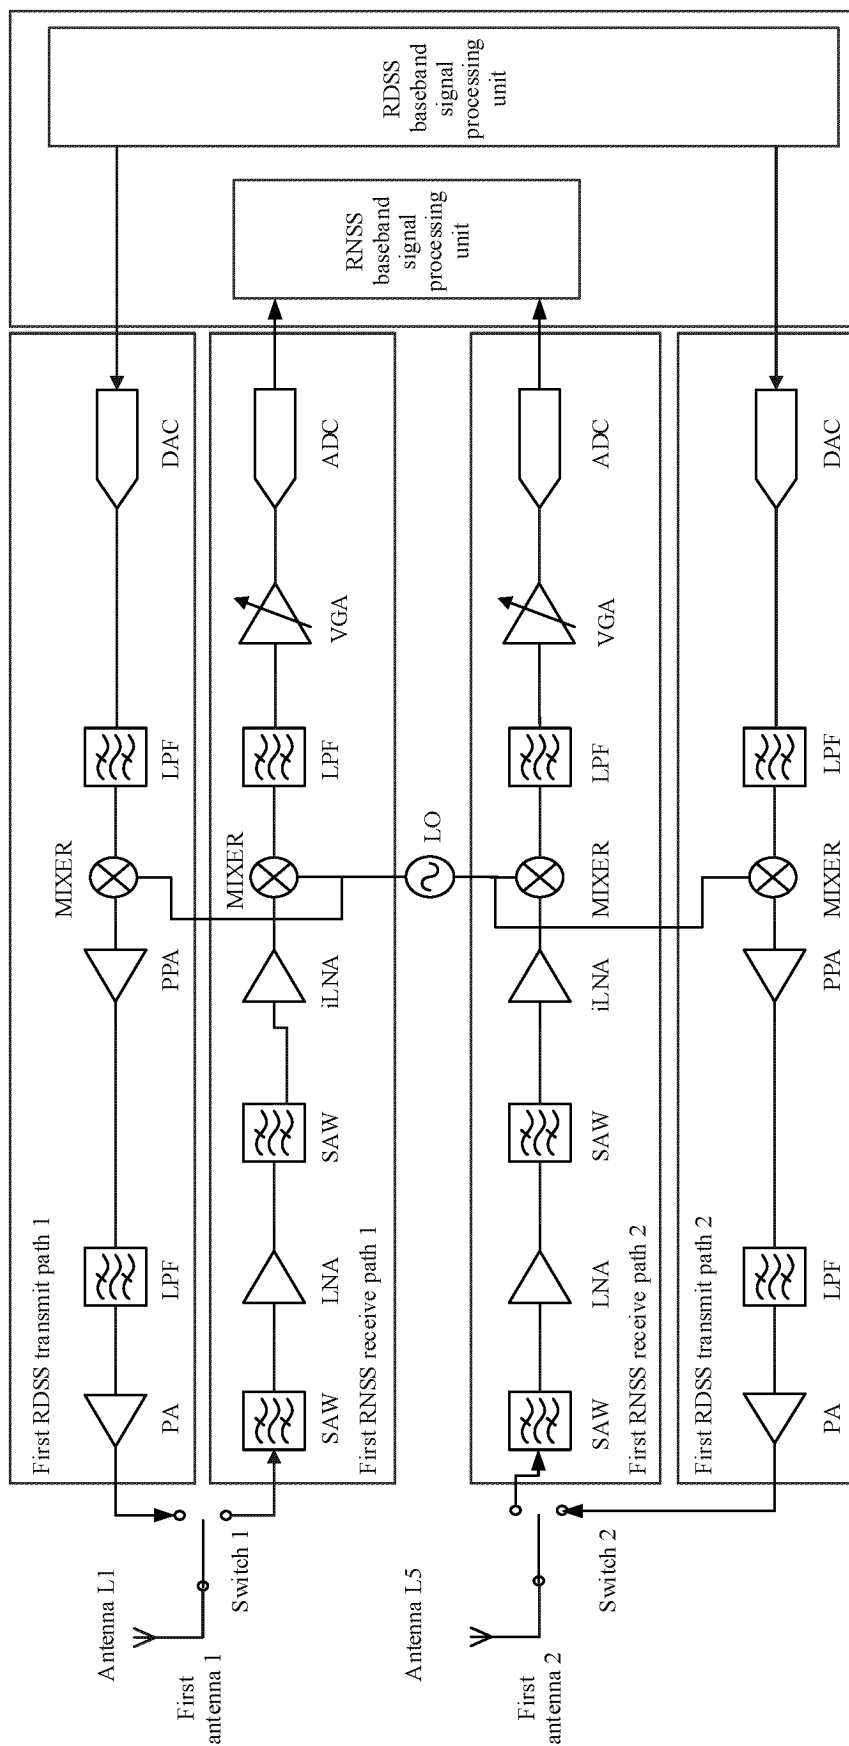 Antenna L1
First
antenna 1
Switch 1
First RDSS transmit path 1
PA
LPF
PPA
MIXER
LPF
DAC
First RNSS receive path 1
SAW
LNA
SAW
iLNA
MIXER
LPF
VGA
ADC
LO
Antenna L5
First
antenna 2
Switch 2
First RNSS receive path 2
SAW
LNA
SAW
iLNA
MIXER
LPF
VGA
ADC
First RDSS transmit path 2
PA
LPF
PPA
MIXER
LPF
DAC
RNSS
baseband
signal
processing
unit
RDSS
baseband
signal
processing
unit